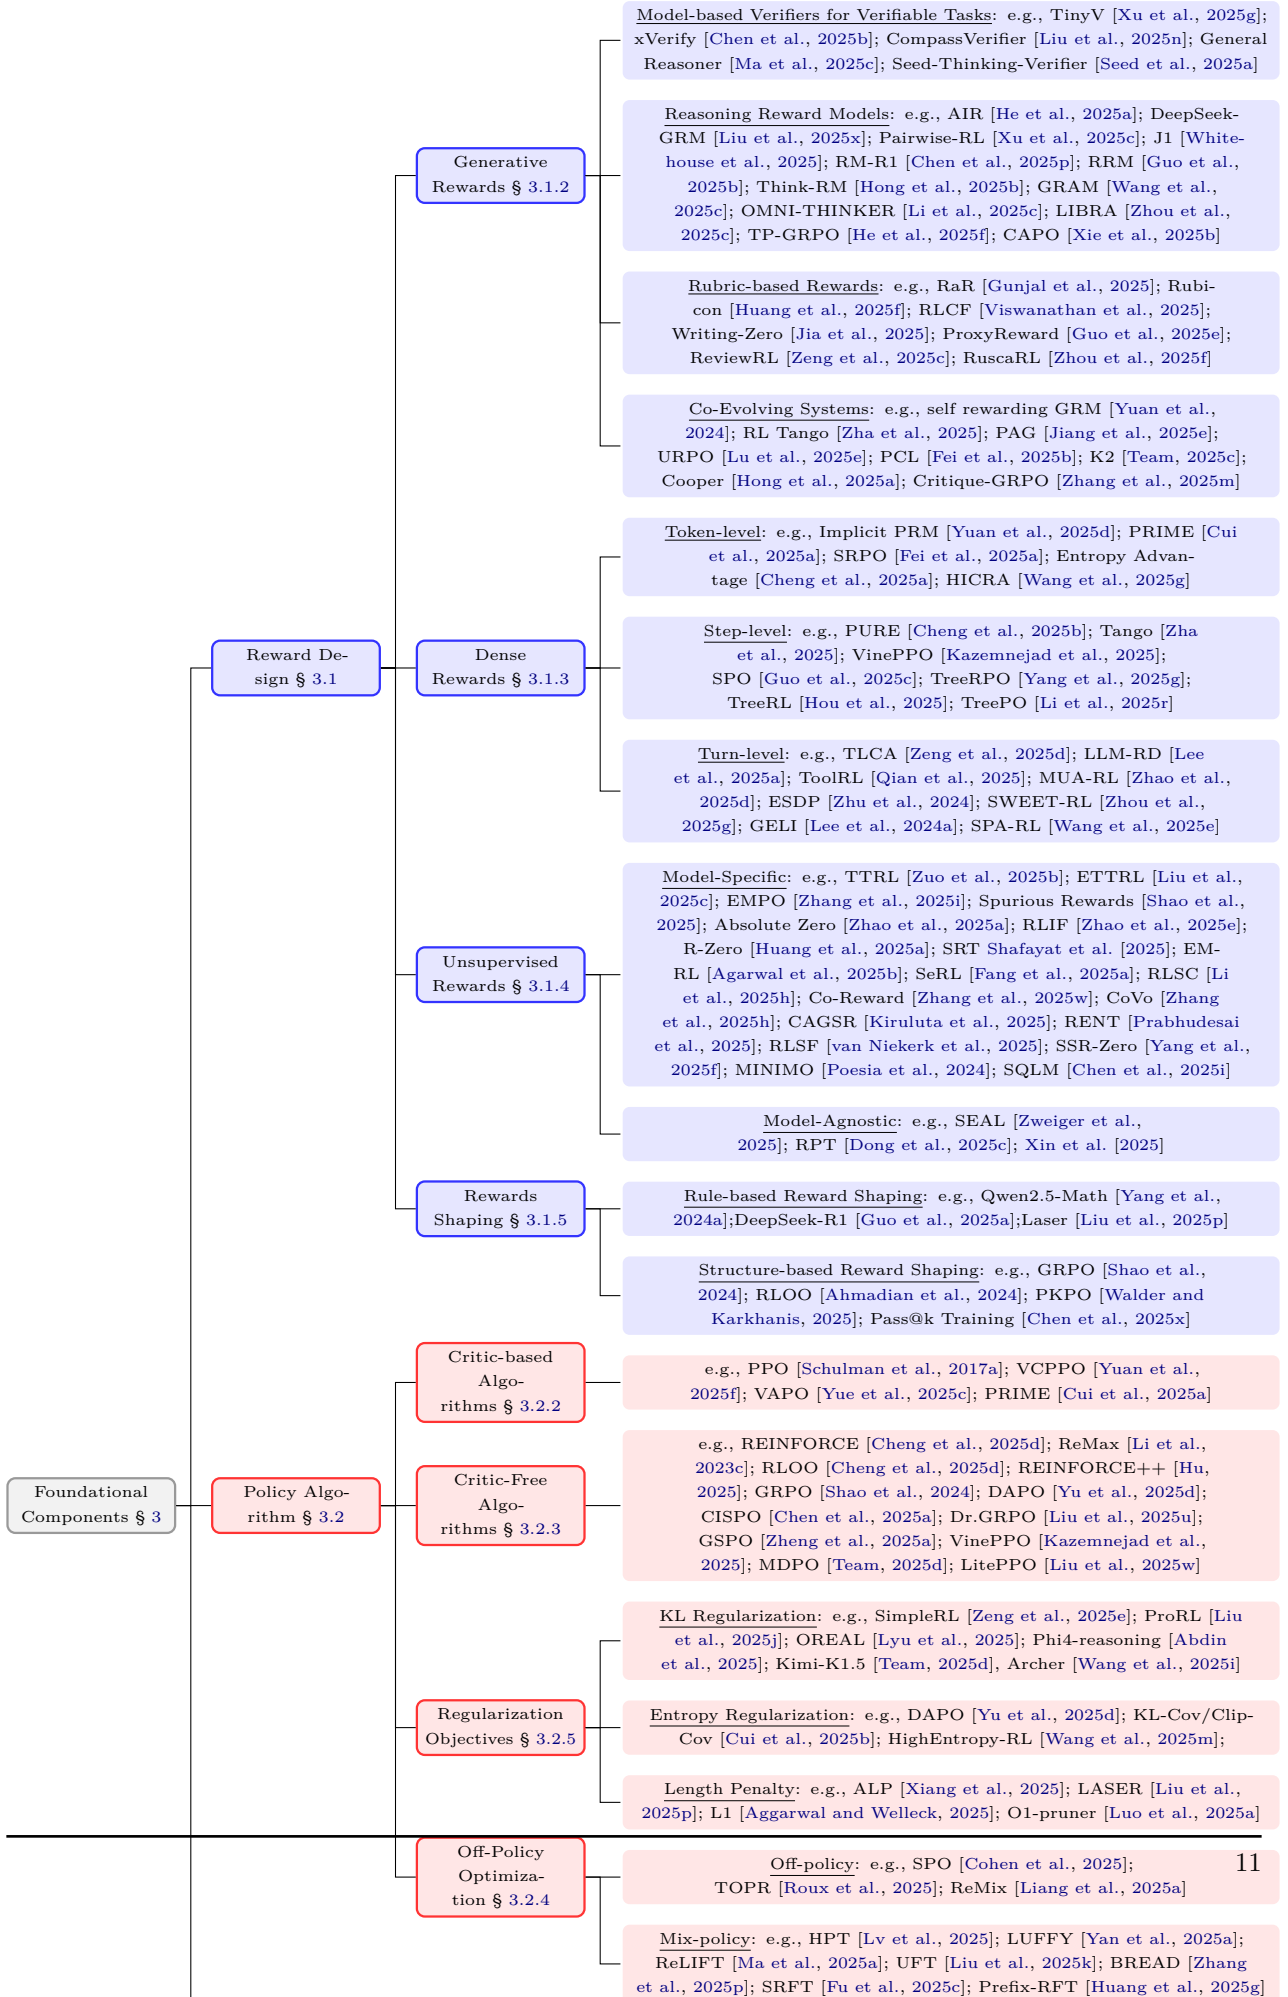 Model-based Verifiers for Verifiable Tasks: e.g., TinyV [Xu et al., 2025g];
xVerify [Chen et al., 2025b]; CompassVerifier [Liu et al., 2025n]; General
Reasoner [Ma et al., 2025c]; Seed-Thinking-Verifier [Seed et al., 2025a]
Generative
Rewards § 3.1.2
Reasoning Reward Models: e.g., AIR [He et al., 2025a]; DeepSeek-
GRM [Liu et al., 2025x]; Pairwise-RL [Xu et al., 2025c]; J1 [White-
house et al., 2025]; RM-R1 [Chen et al., 2025p]; RRM [Guo et al.,
2025b]; Think-RM [Hong et al., 2025b]; GRAM [Wang et al.,
2025c]; OMNI-THINKER [Li et al., 2025c]; LIBRA [Zhou et al.,
2025c]; TP-GRPO [He et al., 2025f]; CAPO [Xie et al., 2025b]
Rubric-based Rewards: e.g., RaR [Gunjal et al., 2025]; Rubi-
con [Huang et al., 2025f]; RLCF [Viswanathan et al., 2025];
Writing-Zero [Jia et al., 2025]; ProxyReward [Guo et al., 2025e];
ReviewRL [Zeng et al., 2025c]; RuscaRL [Zhou et al., 2025f]
Co-Evolving Systems: e.g., self rewarding GRM [Yuan et al.,
2024]; RL Tango [Zha et al., 2025]; PAG [Jiang et al., 2025e];
URPO [Lu et al., 2025e]; PCL [Fei et al., 2025b]; K2 [Team, 2025c];
Cooper [Hong et al., 2025a]; Critique-GRPO [Zhang et al., 2025m]
Token-level: e.g., Implicit PRM [Yuan et al., 2025d]; PRIME [Cui
et al., 2025a]; SRPO [Fei et al., 2025a]; Entropy Advan-
tage [Cheng et al., 2025a]; HICRA [Wang et al., 2025g]
Reward De-
sign § 3.1
Dense
Rewards § 3.1.3
Step-level: e.g., PURE [Cheng et al., 2025b]; Tango [Zha
et al., 2025]; VinePPO [Kazemnejad et al., 2025];
SPO [Guo et al., 2025c]; TreeRPO [Yang et al., 2025g];
TreeRL [Hou et al., 2025]; TreePO [Li et al., 2025r]
Turn-level: e.g., TLCA [Zeng et al., 2025d]; LLM-RD [Lee
et al., 2025a]; ToolRL [Qian et al., 2025]; MUA-RL [Zhao et al.,
2025d]; ESDP [Zhu et al., 2024]; SWEET-RL [Zhou et al.,
2025g]; GELI [Lee et al., 2024a]; SPA-RL [Wang et al., 2025e]
Unsupervised
Rewards § 3.1.4
Model-Specific: e.g., TTRL [Zuo et al., 2025b]; ETTRL [Liu et al.,
2025c]; EMPO [Zhang et al., 2025i]; Spurious Rewards [Shao et al.,
2025]; Absolute Zero [Zhao et al., 2025a]; RLIF [Zhao et al., 2025e];
R-Zero [Huang et al., 2025a]; SRT Shafayat et al. [2025]; EM-
RL [Agarwal et al., 2025b]; SeRL [Fang et al., 2025a]; RLSC [Li
et al., 2025h]; Co-Reward [Zhang et al., 2025w]; CoVo [Zhang
et al., 2025h]; CAGSR [Kiruluta et al., 2025]; RENT [Prabhudesai
et al., 2025]; RLSF [van Niekerk et al., 2025]; SSR-Zero [Yang et al.,
2025f]; MINIMO [Poesia et al., 2024]; SQLM [Chen et al., 2025i]
Model-Agnostic: e.g., SEAL [Zweiger et al.,
2025]; RPT [Dong et al., 2025c]; Xin et al. [2025]
Rewards
Shaping § 3.1.5
Rule-based Reward Shaping: e.g., Qwen2.5-Math [Yang et al.,
2024a];DeepSeek-R1 [Guo et al., 2025a];Laser [Liu et al., 2025p]
Structure-based Reward Shaping: e.g., GRPO [Shao et al.,
2024]; RLOO [Ahmadian et al., 2024]; PKPO [Walder and
Karkhanis, 2025]; Pass@k Training [Chen et al., 2025x]
Critic-based
Algo-
rithms § 3.2.2
e.g., PPO [Schulman et al., 2017a]; VCPPO [Yuan et al.,
2025f]; VAPO [Yue et al., 2025c]; PRIME [Cui et al., 2025a]
Foundational
Components § 3
Policy Algo-
rithm § 3.2
Critic-Free
Algo-
rithms § 3.2.3
e.g., REINFORCE [Cheng et al., 2025d]; ReMax [Li et al.,
2023c]; RLOO [Cheng et al., 2025d]; REINFORCE++ [Hu,
2025]; GRPO [Shao et al., 2024]; DAPO [Yu et al., 2025d];
CISPO [Chen et al., 2025a]; Dr.GRPO [Liu et al., 2025u];
GSPO [Zheng et al., 2025a]; VinePPO [Kazemnejad et al.,
2025]; MDPO [Team, 2025d]; LitePPO [Liu et al., 2025w]
KL Regularization: e.g., SimpleRL [Zeng et al., 2025e]; ProRL [Liu
et al., 2025j]; OREAL [Lyu et al., 2025]; Phi4-reasoning [Abdin
et al., 2025]; Kimi-K1.5 [Team, 2025d], Archer [Wang et al., 2025i]
Regularization
Objectives § 3.2.5
Entropy Regularization: e.g., DAPO [Yu et al., 2025d]; KL-Cov/Clip-
Cov [Cui et al., 2025b]; HighEntropy-RL [Wang et al., 2025m];
Length Penalty: e.g., ALP [Xiang et al., 2025]; LASER [Liu et al.,
2025p]; L1 [Aggarwal and Welleck, 2025]; O1-pruner [Luo et al., 2025a]
Off-Policy
Optimiza-
tion § 3.2.4
Off-policy: e.g., SPO [Cohen et al., 2025];
TOPR [Roux et al., 2025]; ReMix [Liang et al., 2025a]
11
Mix-policy: e.g., HPT [Lv et al., 2025]; LUFFY [Yan et al., 2025a];
ReLIFT [Ma et al., 2025a]; UFT [Liu et al., 2025k]; BREAD [Zhang
et al., 2025p]; SRFT [Fu et al., 2025c]; Prefix-RFT [Huang et al., 2025g]